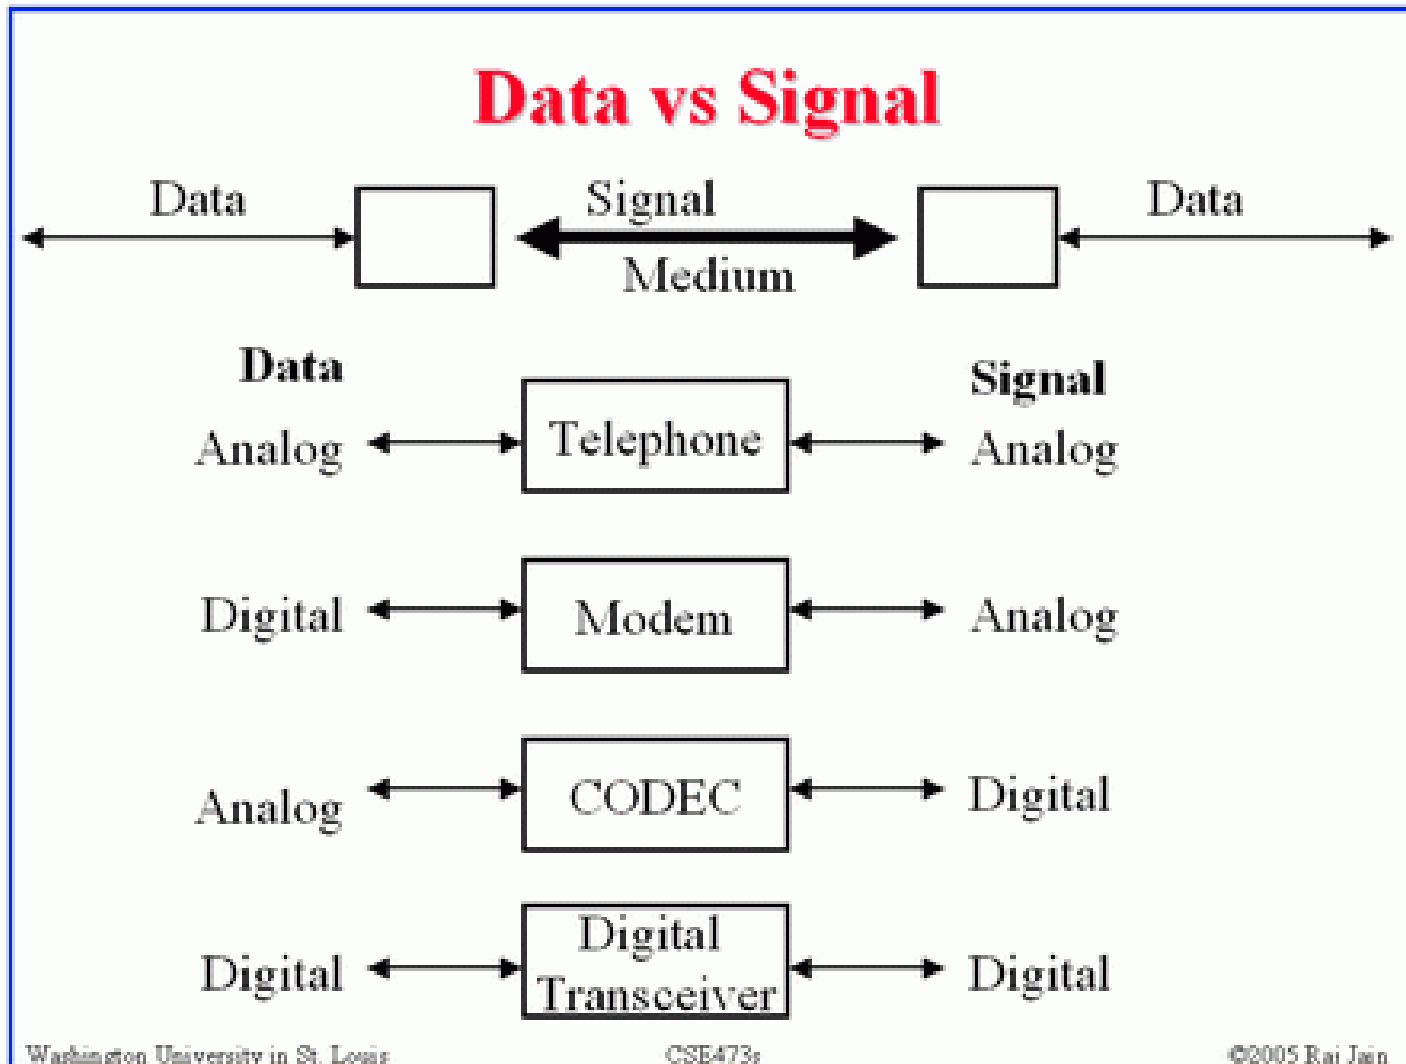 Data vs Signal
Data Signal Data
Medium
Data Signal
Analog Telephone Analog
Digital Modem Analog
Analog CODEC Digital
Digital Digital Transceiver Digital
Washington University in St. Louis CSE473s ©2005 Raj Jain